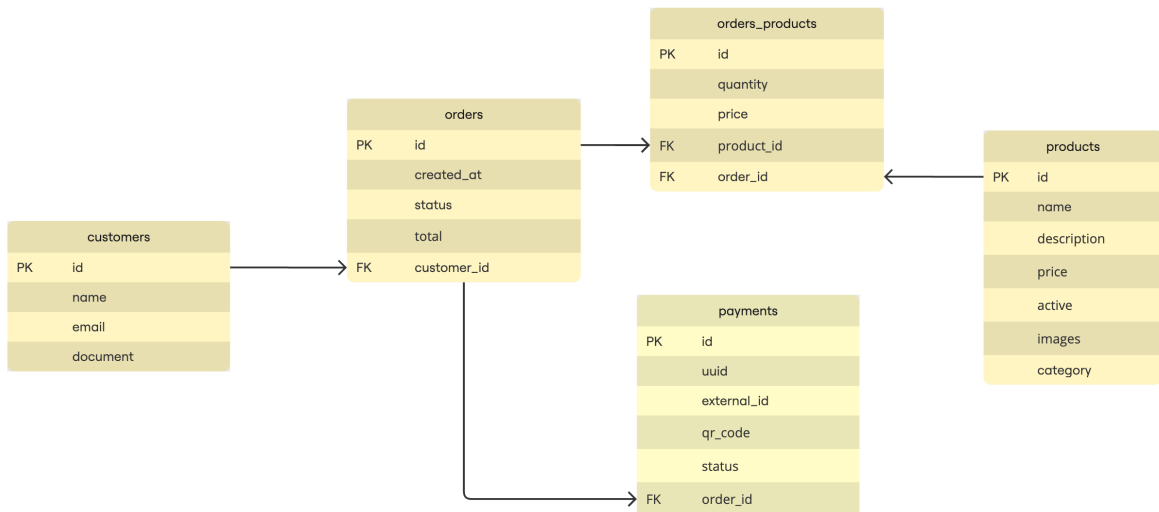 orders_products
PK id
quantity
price
FK product_id
FK order_id
orders
PK id
created_at
status
total
FK customer_id
products
PK id
name
description
price
active
images
category
customers
PK id
name
email
document
payments
PK id
uuid
external_id
qr_code
status
FK order_id